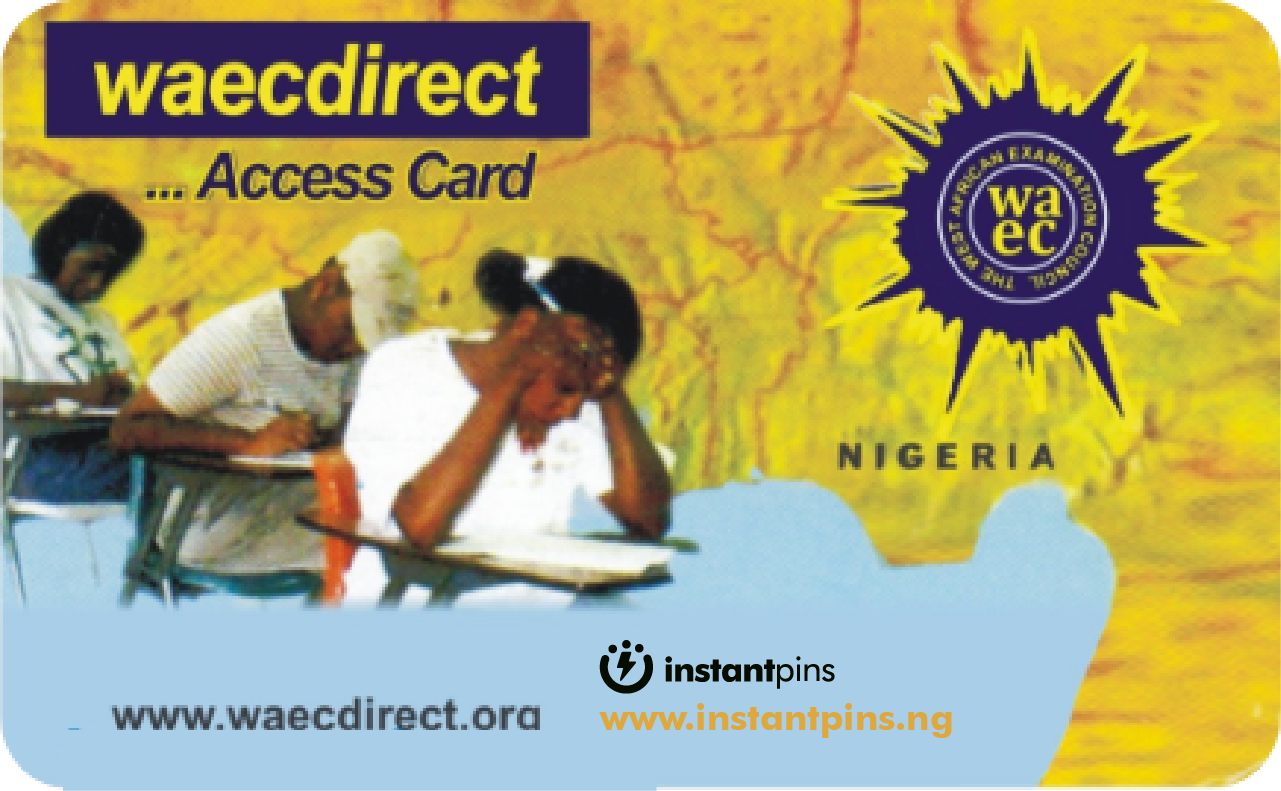 waecdirect
... Access Card
THE WEST AFRICAN EXAMINATION COUNCIL
wa
ec
NIGERIA
instantpins
www.waecdirect.org
www.instantpins.ng